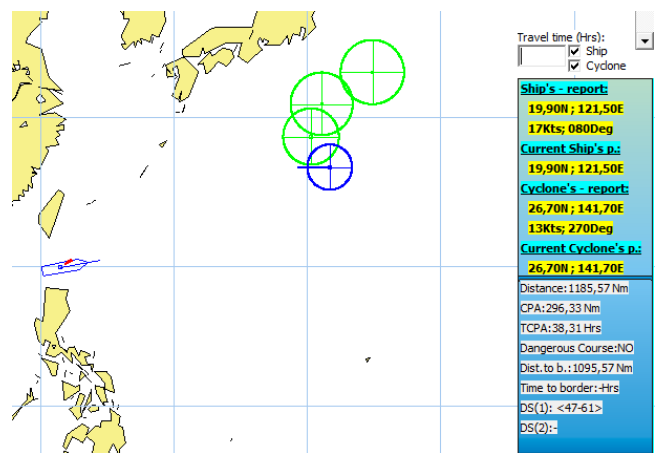 Travel time (Hrs):
Ship
Cyclone
Ship's - report:
19,90N ; 121,50E
17Kts; 080Deg
Current Ship's p.:
19,90N ; 121,50E
Cyclone's - report:
26,70N ; 141,70E
13Kts; 270Deg
Current Cyclone's p.:
26,70N ; 141,70E
Distance:1185,57 Nm
CPA:296,33 Nm
TCPA:38,31 Hrs
Dangerous Course:NO
Dist.to b.:1095,57 Nm
Time to border:-Hrs
DS(1): <47-61>
DS(2):-